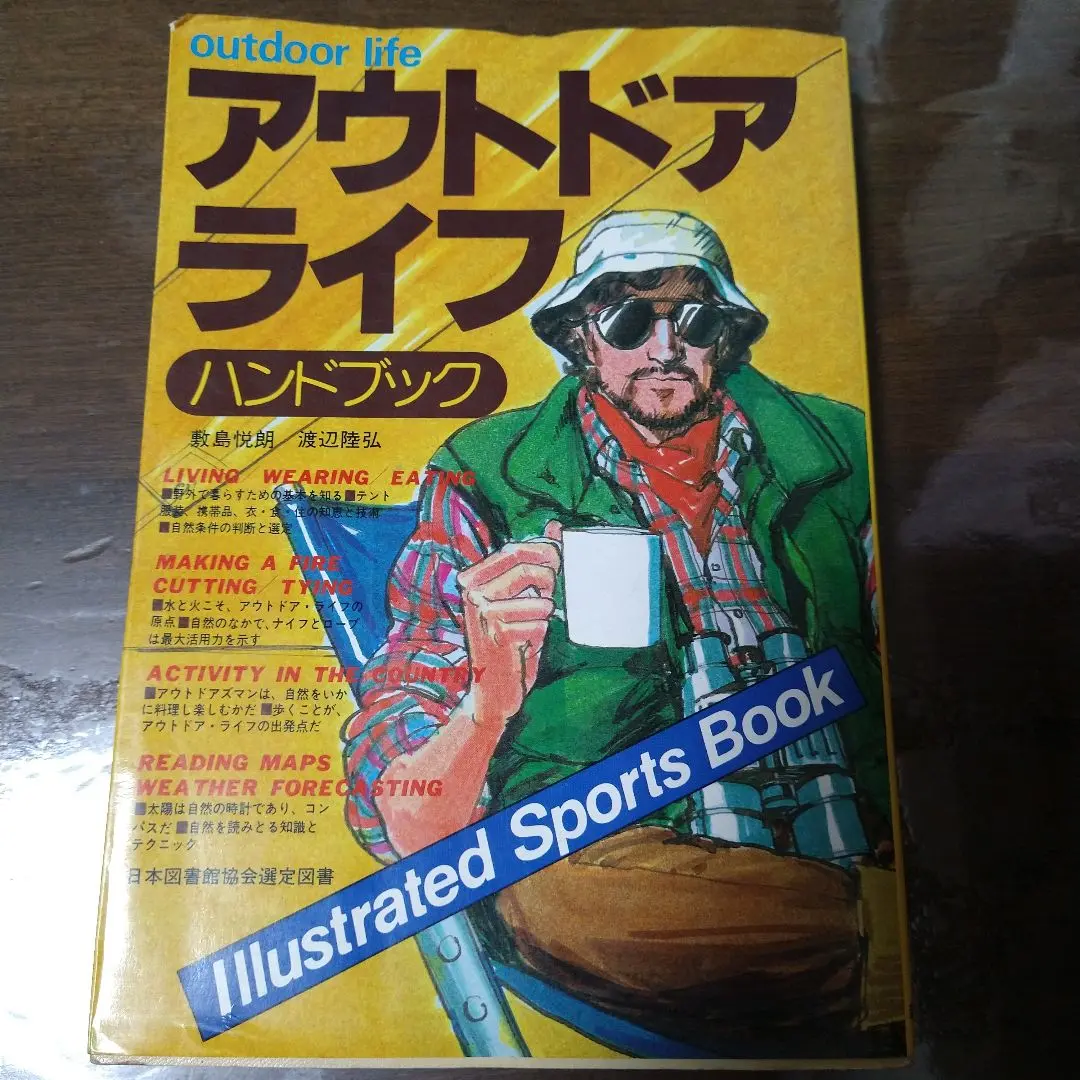 outdoor life
アウトドア
ライフ
ハンドブック
敷島悦朗 渡辺陸弘
LIVING WEARING EATING
■野外で暮らすための基本を知る■テント
服装、携帯品、衣・食・住の知恵と技術
■自然条件の判断と選定
MAKING A FIRE
CUTTING TYING
■水と火こそ、アウトドア・ライフの
原点■自然のなかで、ナイフとロープ
は最大活用力を示す
ACTIVITY IN THE COUNTRY
■アウトドアズマンは、自然をいか
に料理し楽しむかだ■歩くことが、
アウトドア・ライフの出発点だ
READING MAPS
WEATHER FORECASTING
■太陽は自然の時計であり、コン
パスだ■自然を読みとる知識と
テクニック
日本図書館協会選定図書
Illustrated Sports Book